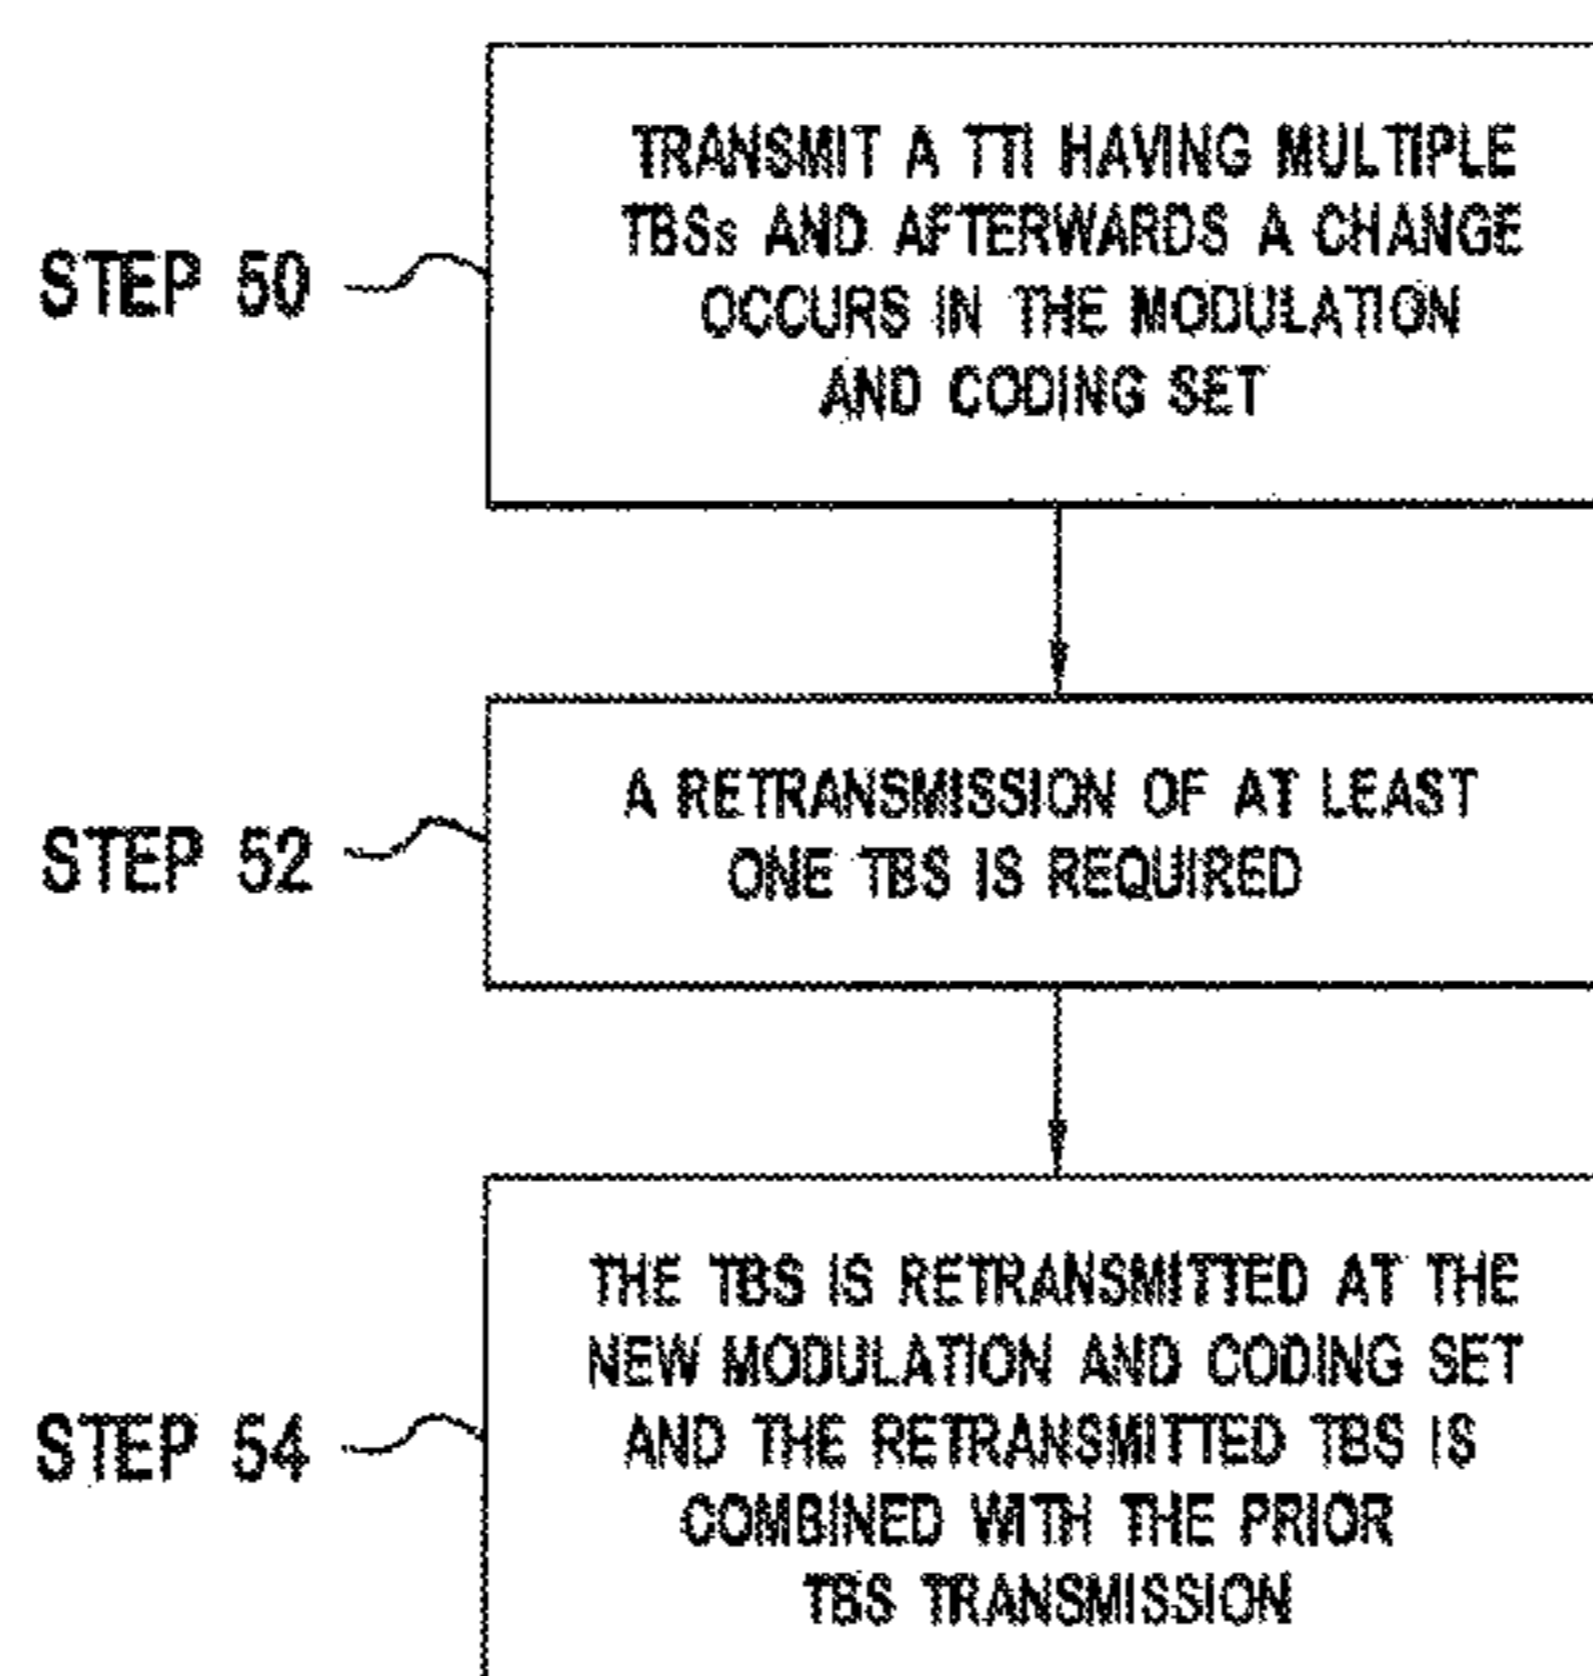 TRANSMIT A TTI HAVING MULTIPLE
TBSs AND AFTERWARDS A CHANGE
OCCURS IN THE MODULATION
AND CODING SET
STEP 50
A RETRANSMISSION OF AT LEAST
ONE TBS IS REQUIRED
STEP 52
THE TBS IS RETRANSMITTED AT THE
NEW MODULATION AND CODING SET
AND THE RETRANSMITTED TBS IS
COMBINED WITH THE PRIOR
TBS TRANSMISSION
STEP 54